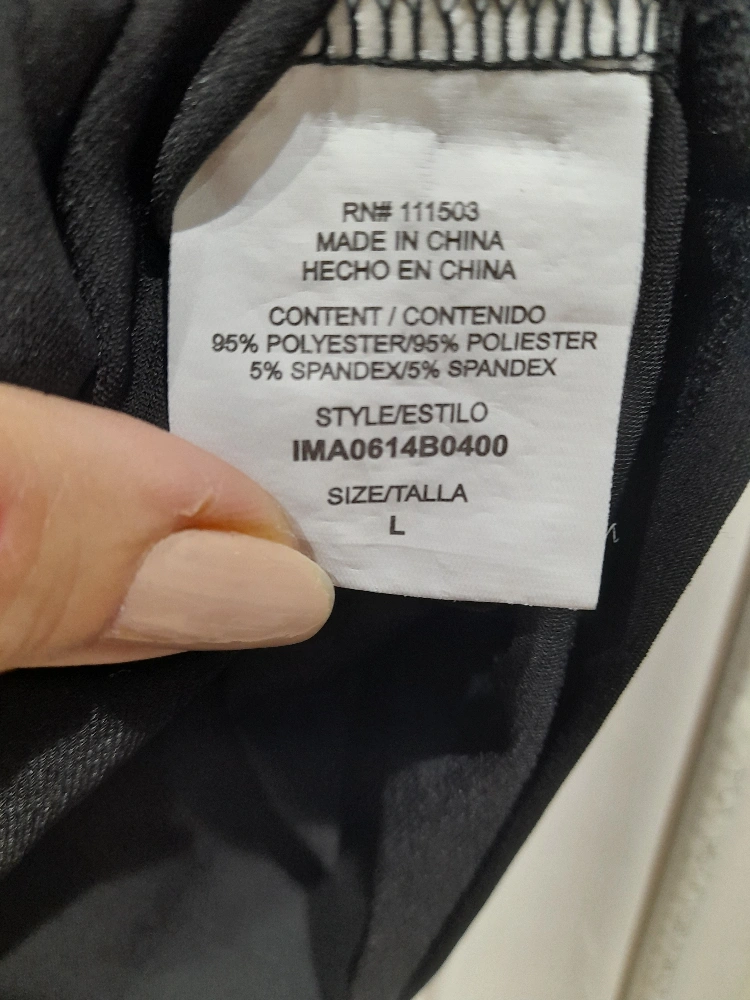 RN# 111503
MADE IN CHINA
HECHO EN CHINA
CONTENT / CONTENIDO
95% POLYESTER/95% POLIESTER
5% SPANDEX/5% SPANDEX
STYLE/ESTILO
IMA0614B0400
SIZE/TALLA
L